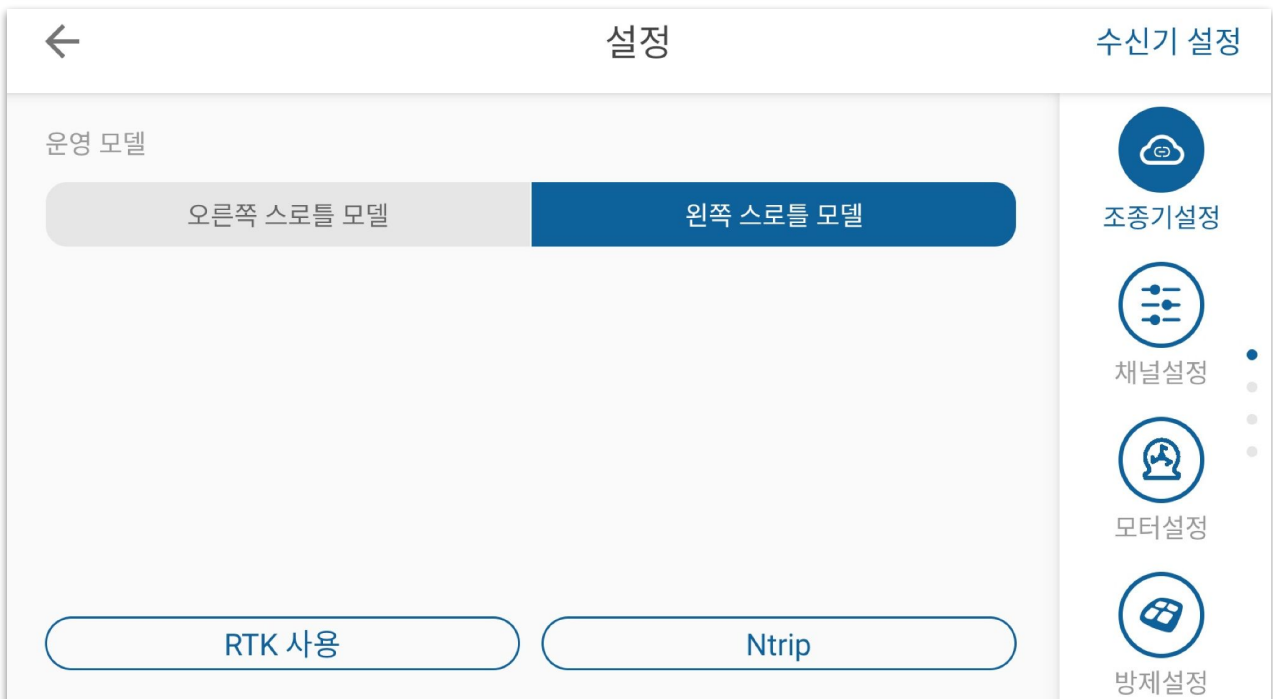 설정
수신기 설정
운영 모델
오른쪽 스로틀 모델
왼쪽 스로틀 모델
조종기설정
채널설정
모터설정
방제설정
RTK 사용
Ntrip